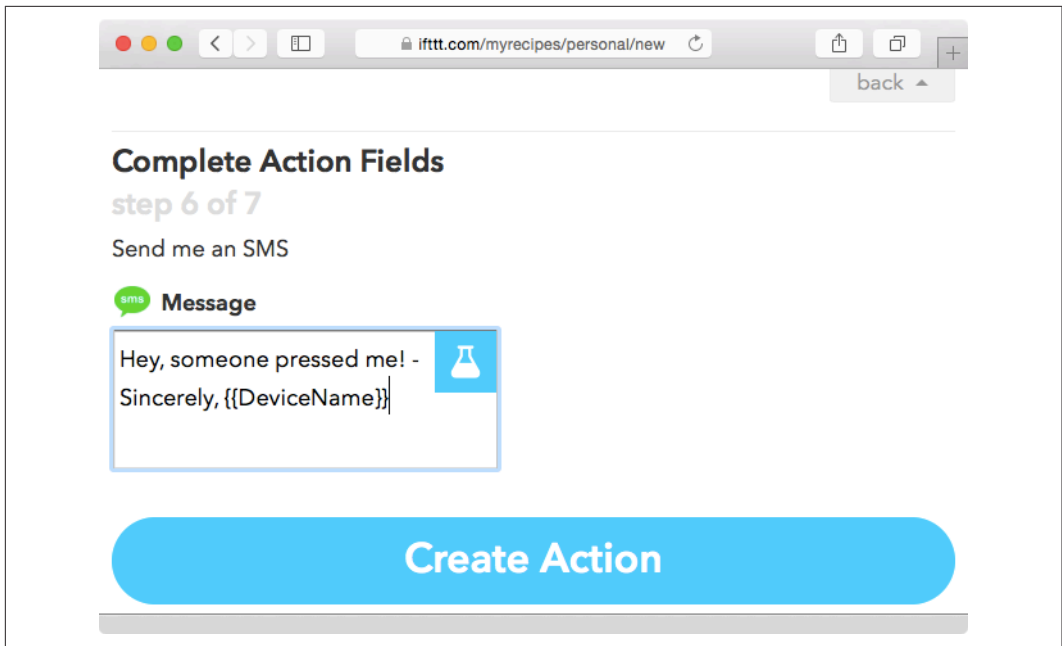 ifttt.com/myrecipes/personal/new
back
Complete Action Fields
step 6 of 7
Send me an SMS
sms Message
Hey, someone pressed me! -
Sincerely, {{DeviceName}}
Create Action